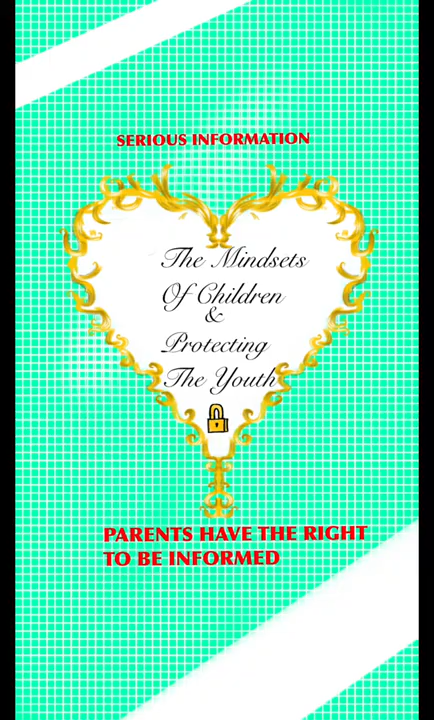 SERIOUS INFORMATION
The Mindsets
Of Children
&
Protecting
The Youth
PARENTS HAVE THE RIGHT
TO BE INFORMED